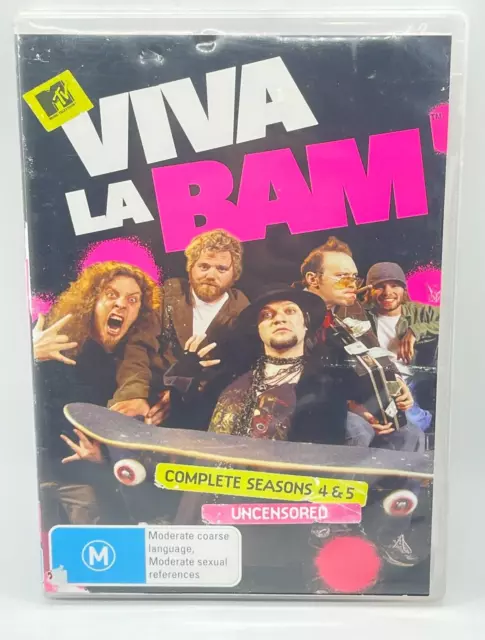 MTV
VIVA
LA BAM
COMPLETE SEASONS 4 & 5
UNCENSORED
M
Moderate coarse
language,
Moderate sexual
references